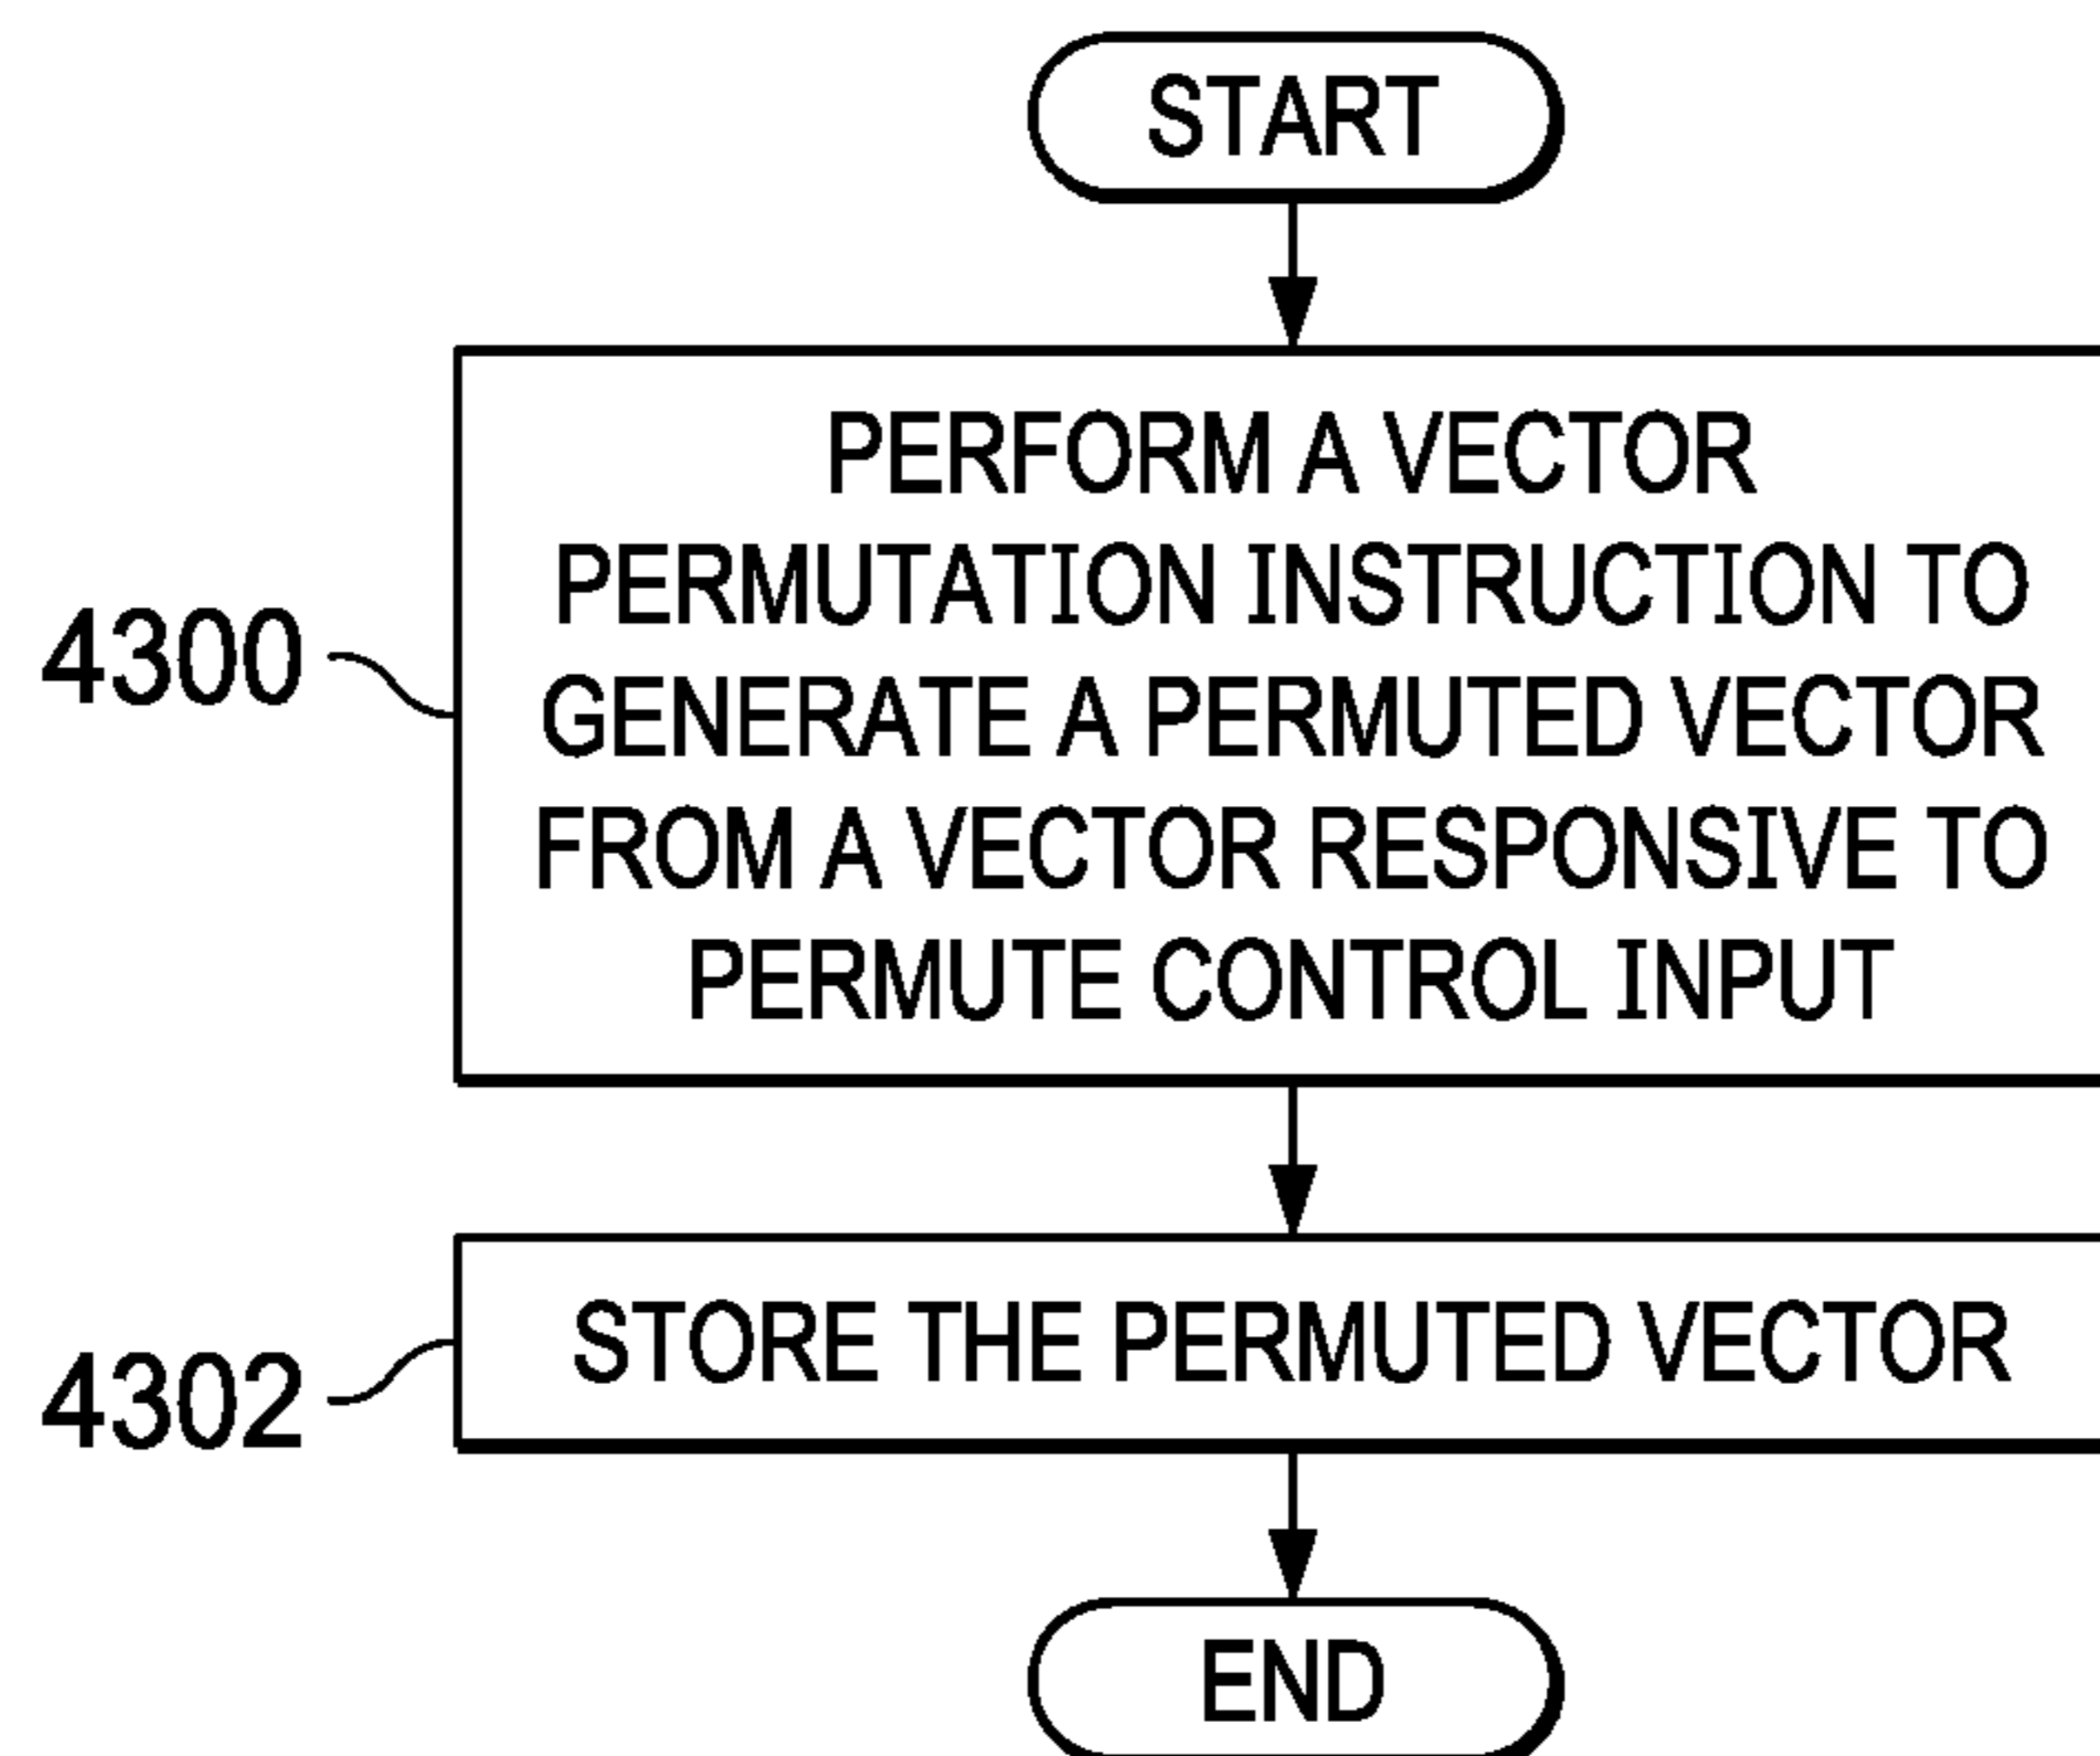 START
PERFORM A VECTOR
PERMUTATION INSTRUCTION TO
GENERATE A PERMUTED VECTOR
FROM A VECTOR RESPONSIVE TO
PERMUTE CONTROL INPUT
4300
STORE THE PERMUTED VECTOR
4302
END